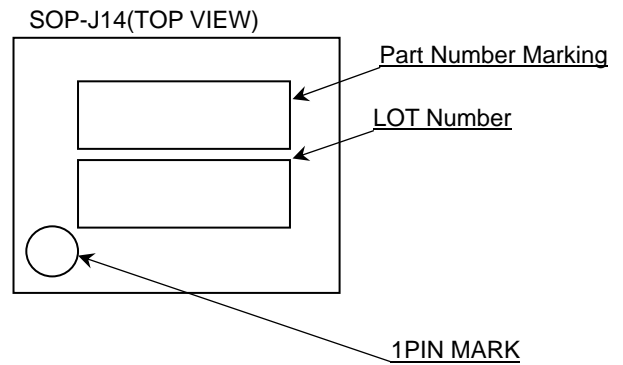 SOP-J14(TOP VIEW)
Part Number Marking
LOT Number
1PIN MARK